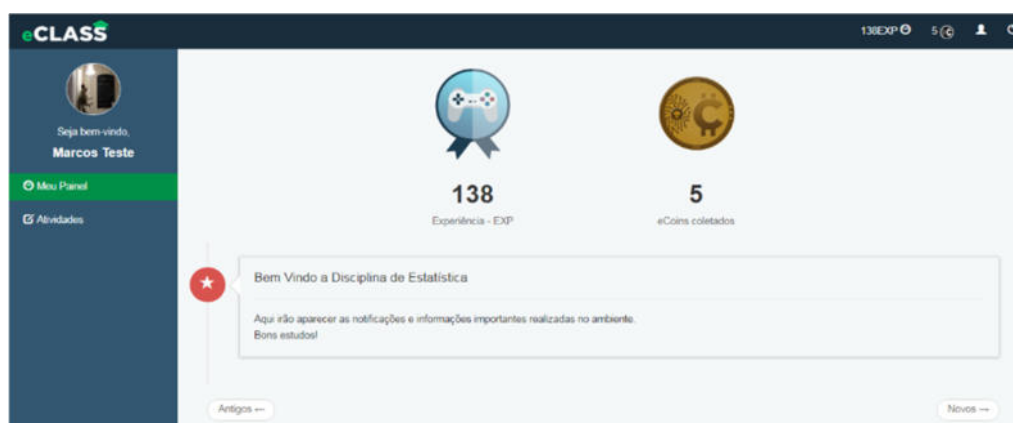 eCLASS
138EXP 5
Seja bem-vindo,
Marcos Teste
Meu Painel
Atividades
138
Experiência - EXP
5
eCoins coletados
Bem Vindo a Disciplina de Estatística
Aqui irão aparecer as notificações e informações importantes realizadas no ambiente.
Bons estudos!
Antigos ←
Novos →